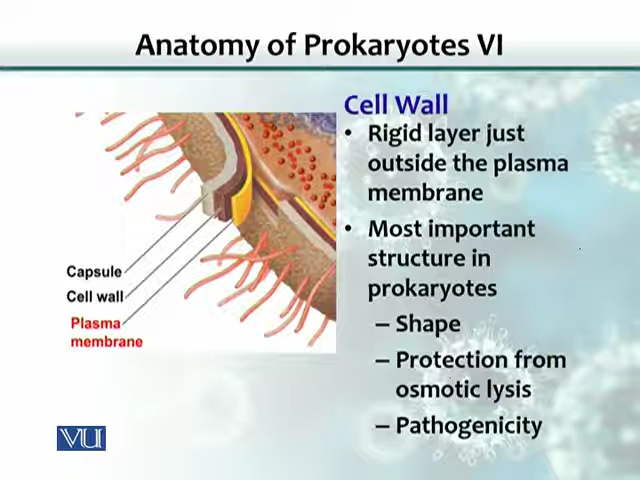 Anatomy of Prokaryotes VI
Cell Wall
• Rigid layer just
outside the plasma
membrane
• Most important
structure in
prokaryotes
– Shape
– Protection from
osmotic lysis
– Pathogenicity
Capsule
Cell wall
Plasma
membrane
VU